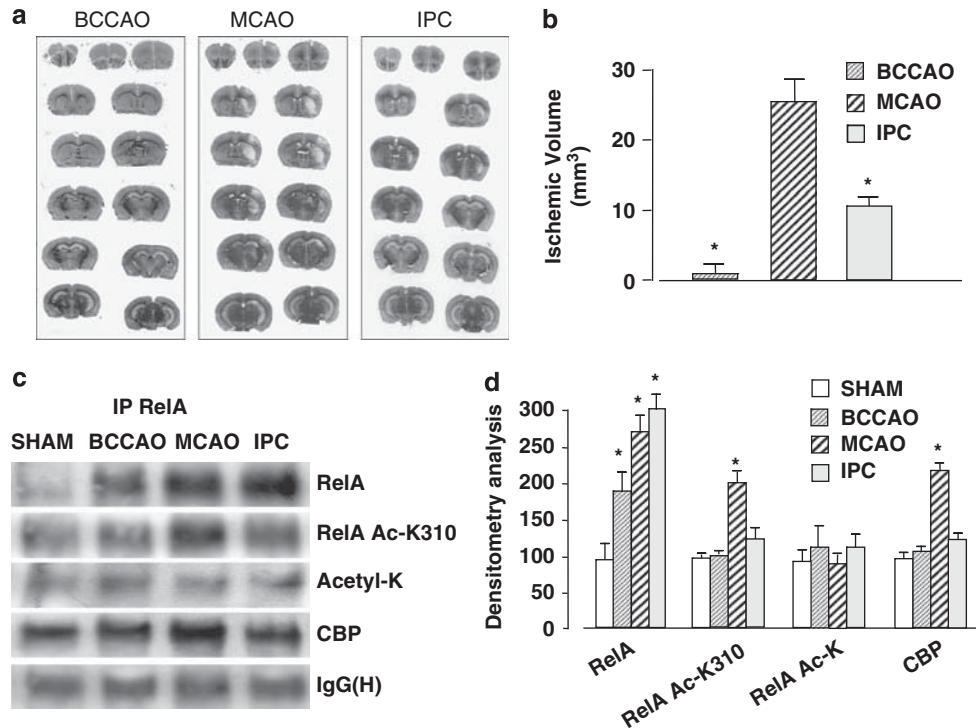 a
BCCAO
MCAO
IPC
b
Ischemic Volume
(mm³)
30
20
10
0
*
*
BCCAO
MCAO
IPC
c
IP RelA
SHAM BCCAO MCAO IPC
RelA
RelA Ac-K310
Acetyl-K
CBP
IgG(H)
d
Densitometry analysis
300
250
200
150
100
50
0
*
*
*
*
*
SHAM
BCCAO
MCAO
IPC
RelA
RelA Ac-K310
RelA Ac-K
CBP